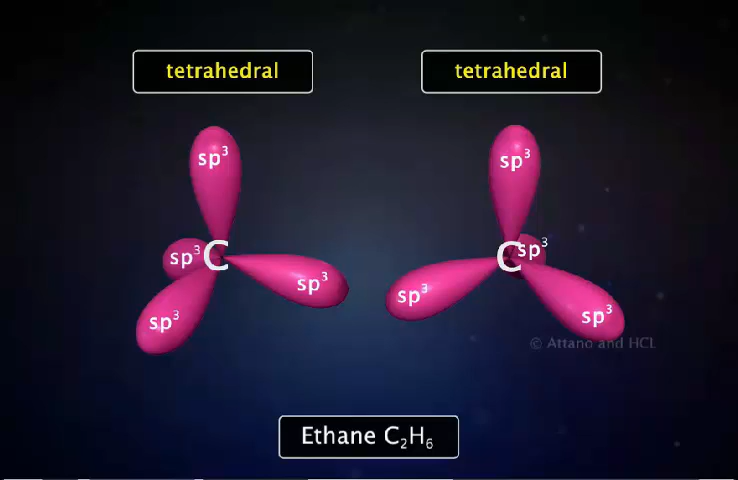 tetrahedral
tetrahedral
sp³
sp³
sp³
C
C
sp³
sp³
sp³
sp³
sp³
© Attano and HCL
Ethane C₂H₆